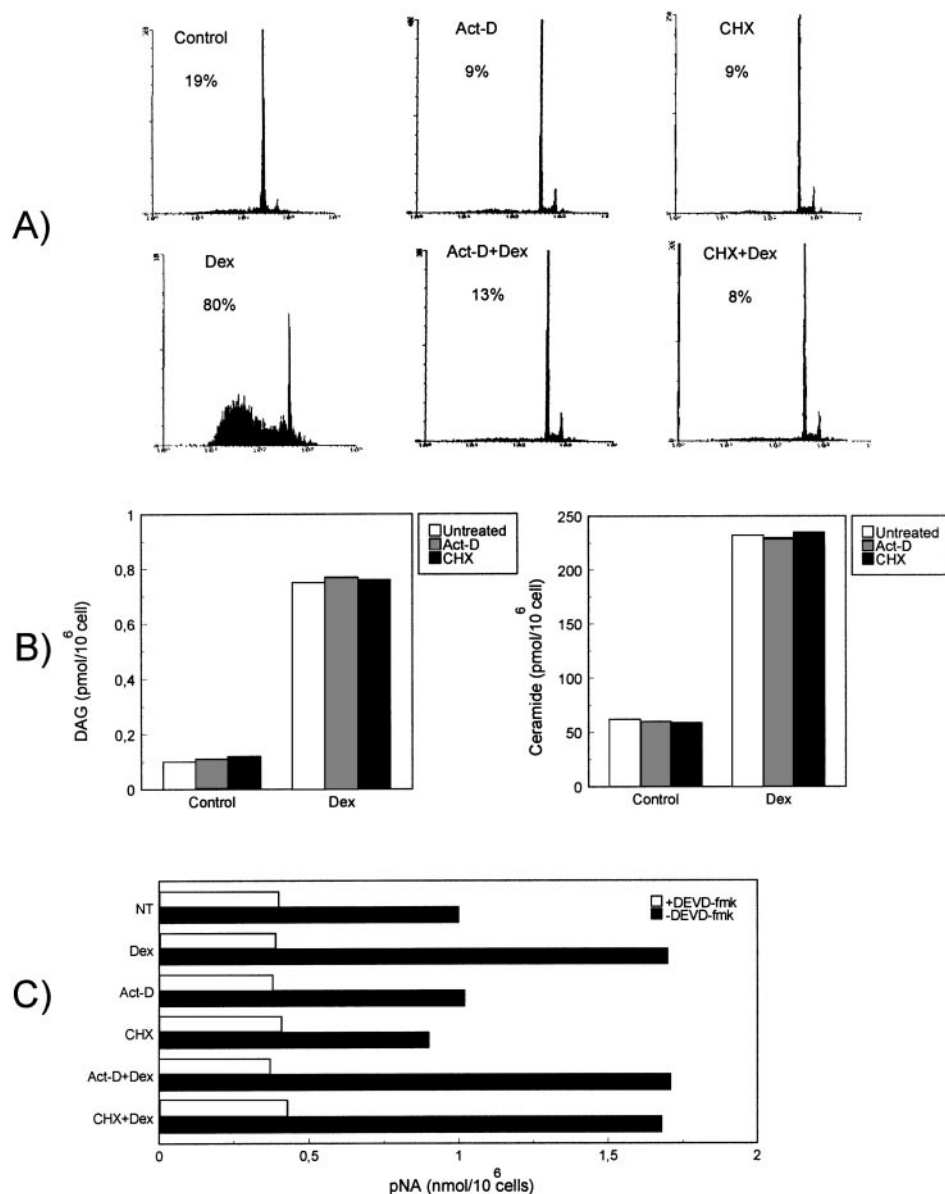 A)
Control
19%
Act-D
9%
CHX
9%
Dex
80%
Act-D+Dex
13%
CHX+Dex
8%
B)
DAG (pmol/10^6 cell)
1
0,8
0,6
0,4
0,2
0
Control
Dex
Untreated
Act-D
CHX
Ceramide (pmol/10^6 cell)
250
200
150
100
50
0
Control
Dex
Untreated
Act-D
CHX
C)
NT
Dex
Act-D
CHX
Act-D+Dex
CHX+Dex
+DEVD-fmk
-DEVD-fmk
0
0,5
1
1,5
2
pNA (nmol/10^6 cells)